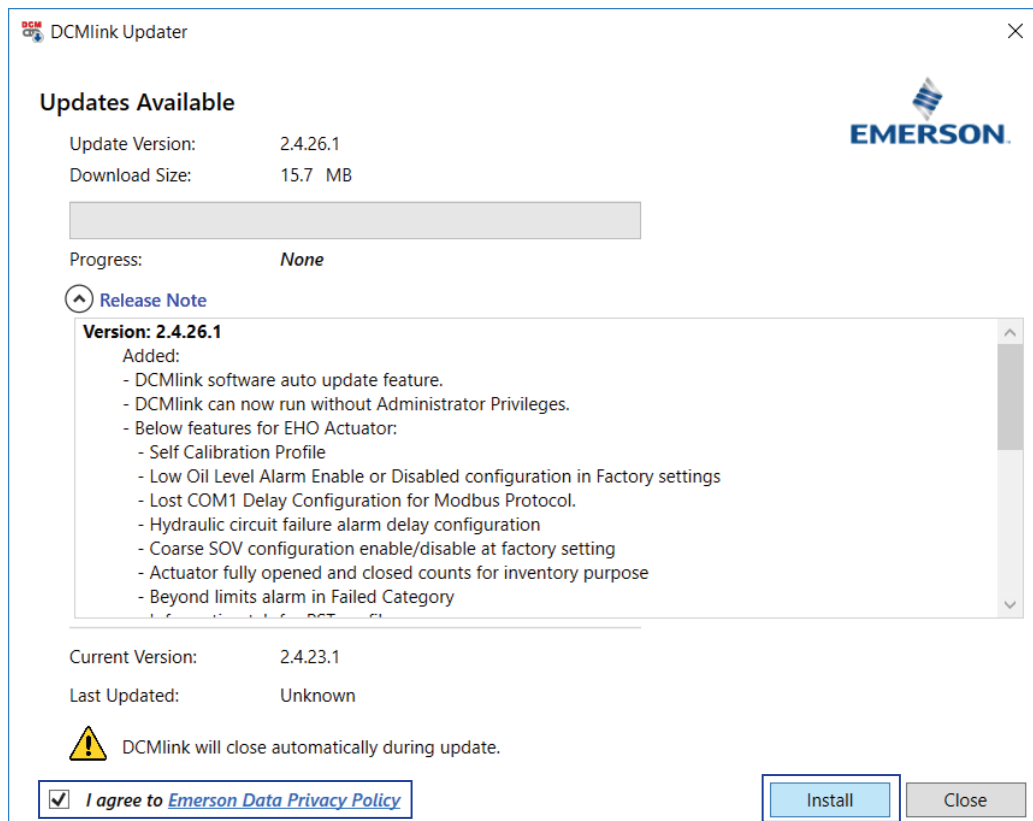 DCM
DCMlink Updater
Updates Available
EMERSON.
Update Version: 2.4.26.1
Download Size: 15.7 MB
Progress: None
Release Note
Version: 2.4.26.1
Added:
- DCMlink software auto update feature.
- DCMlink can now run without Administrator Privileges.
- Below features for EHO Actuator:
- Self Calibration Profile
- Low Oil Level Alarm Enable or Disabled configuration in Factory settings
- Lost COM1 Delay Configuration for Modbus Protocol.
- Hydraulic circuit failure alarm delay configuration
- Coarse SOV configuration enable/disable at factory setting
- Actuator fully opened and closed counts for inventory purpose
- Beyond limits alarm in Failed Category
Current Version: 2.4.23.1
Last Updated: Unknown
DCMlink will close automatically during update.
I agree to Emerson Data Privacy Policy
Install Close